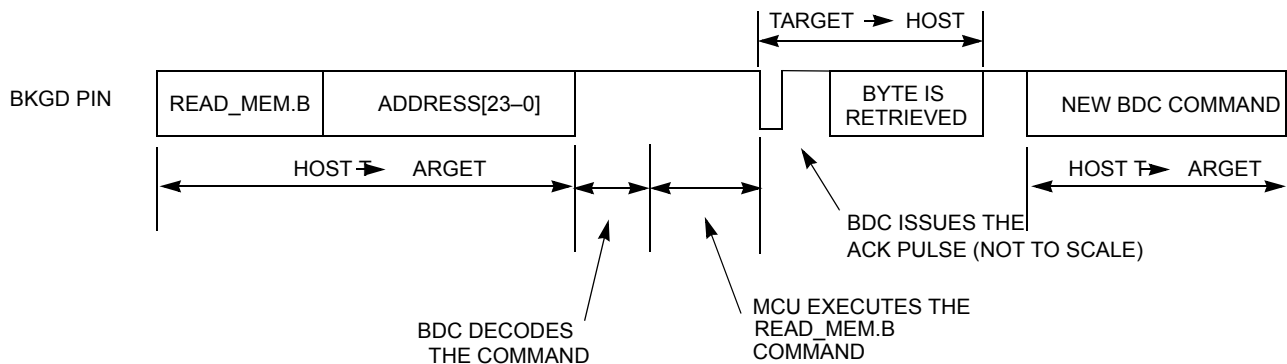 TARGET → HOST
BKGD PIN
READ_MEM.B
ADDRESS[23–0]
BYTE IS
RETRIEVED
NEW BDC COMMAND
HOST T→ ARGET
HOST T→ ARGET
BDC ISSUES THE
ACK PULSE (NOT TO SCALE)
BDC DECODES
THE COMMAND
MCU EXECUTES THE
READ_MEM.B
COMMAND